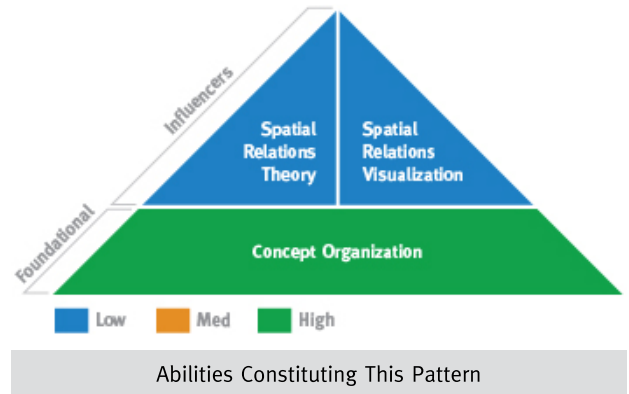 Influencers
Foundational
Spatial
Relations
Theory
Spatial
Relations
Visualization
Concept Organization
Low
Med
High
Abilities Constituting This Pattern